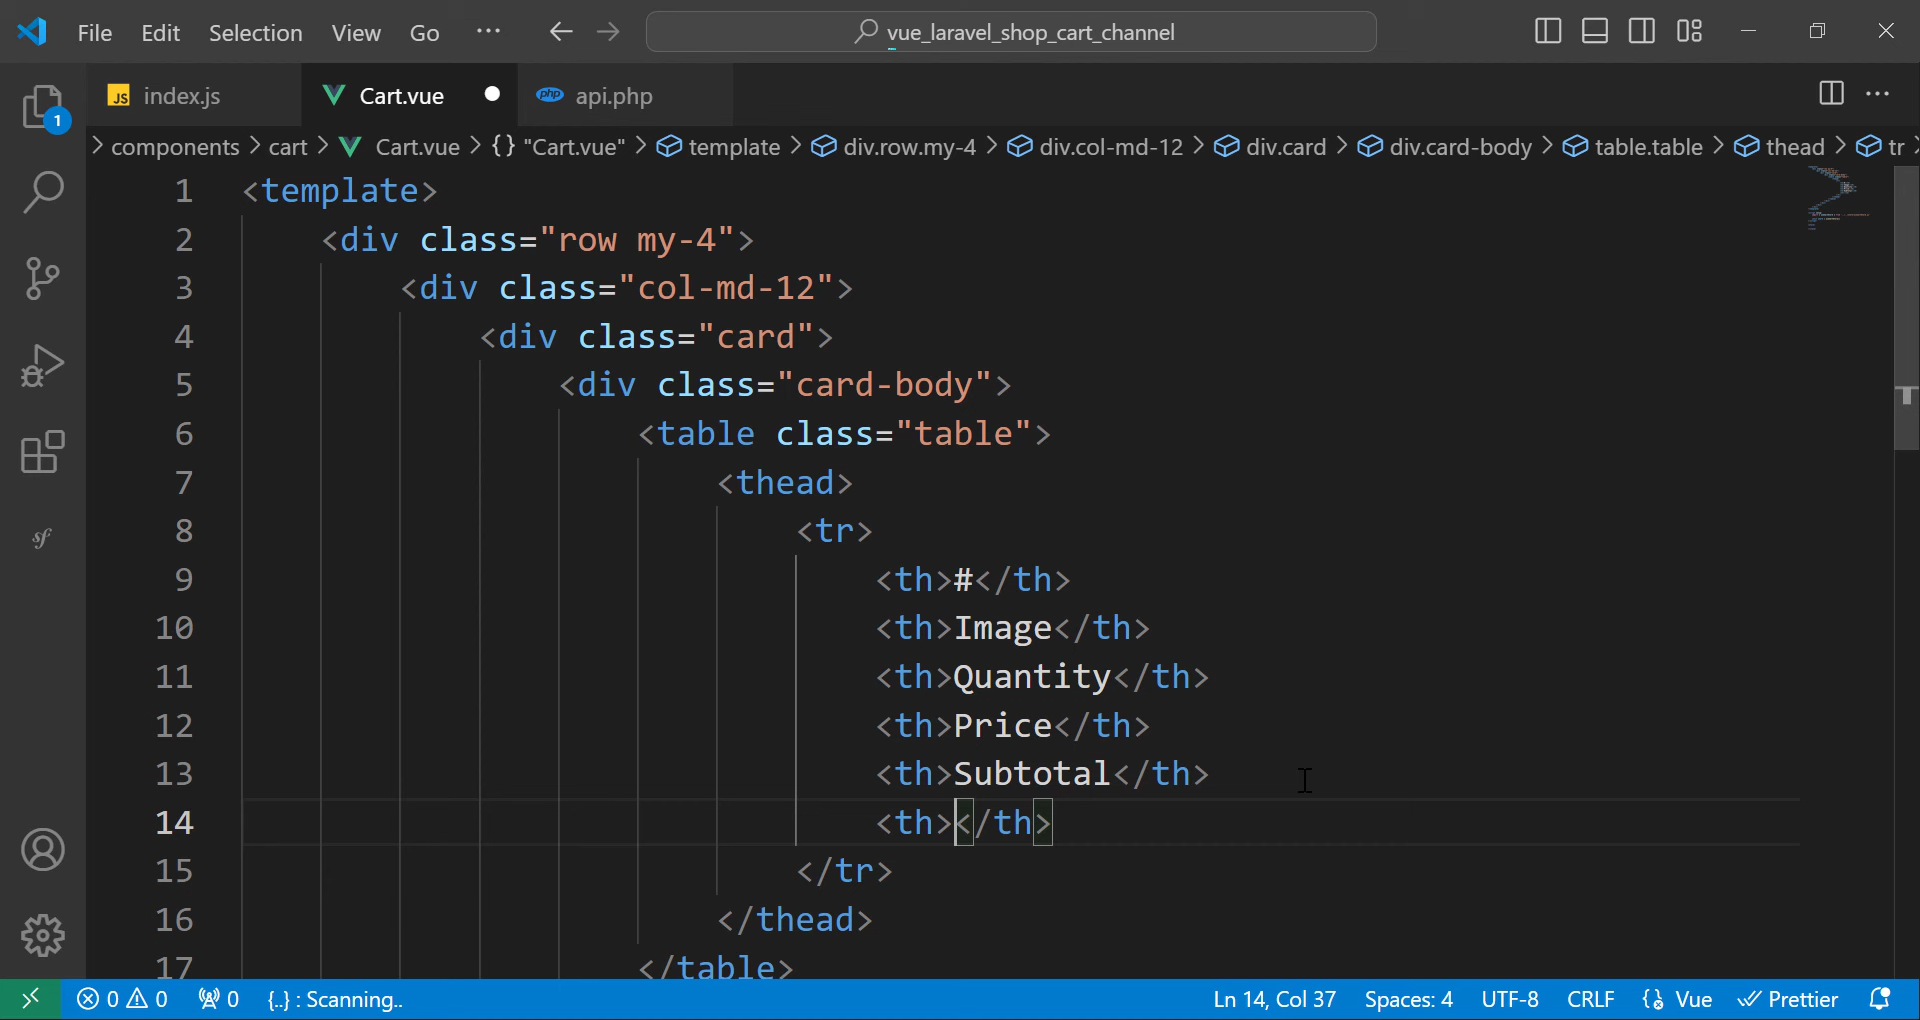 File Edit Selection View Go ··· vue_laravel_shop_cart_channel
JS index.js Cart.vue php api.php
1
> components > cart > Cart.vue > {} "Cart.vue" > template > div.row.my-4 > div.col-md-12 > div.card > div.card-body > table.table > thead > tr >
1 <template>
2 <div class="row my-4">
3 <div class="col-md-12">
4 <div class="card">
5 <div class="card-body">
6 <table class="table">
7 <thead>
8 <tr>
9 <th>#</th>
10 <th>Image</th>
11 <th>Quantity</th>
12 <th>Price</th>
13 <th>Subtotal</th>
14 <th></th>
15 </tr>
16 </thead>
17 </table>
sf
0 0 0 {..} : Scanning.. Ln 14, Col 37 Spaces: 4 UTF-8 CRLF Vue Prettier